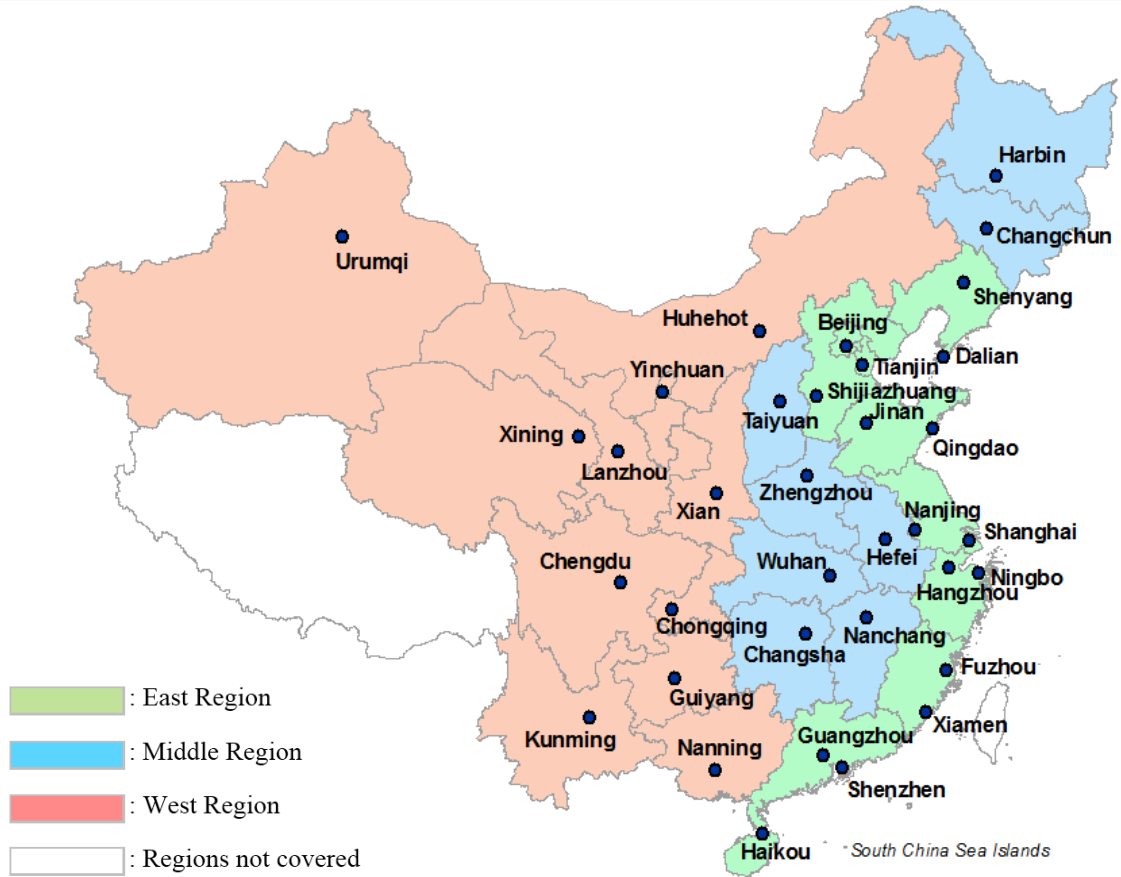 Harbin
Changchun
Urumqi
Shenyang
Huhehot
Beijing
Dalian
Tianjin
Yinchuan
Shijiazhuang
Jinan
Taiyuan
Xining
Qingdao
Lanzhou
Zhengzhou
Xian
Nanjing
Shanghai
Hefei
Wuhan
Chengdu
Ningbo
Hangzhou
Chongqing
Nanchang
Changsha
Fuzhou
Guiyang
: East Region
Xiamen
Kunming
Guangzhou
Nanning
: Middle Region
Shenzhen
: West Region
Haikou
South China Sea Islands
: Regions not covered